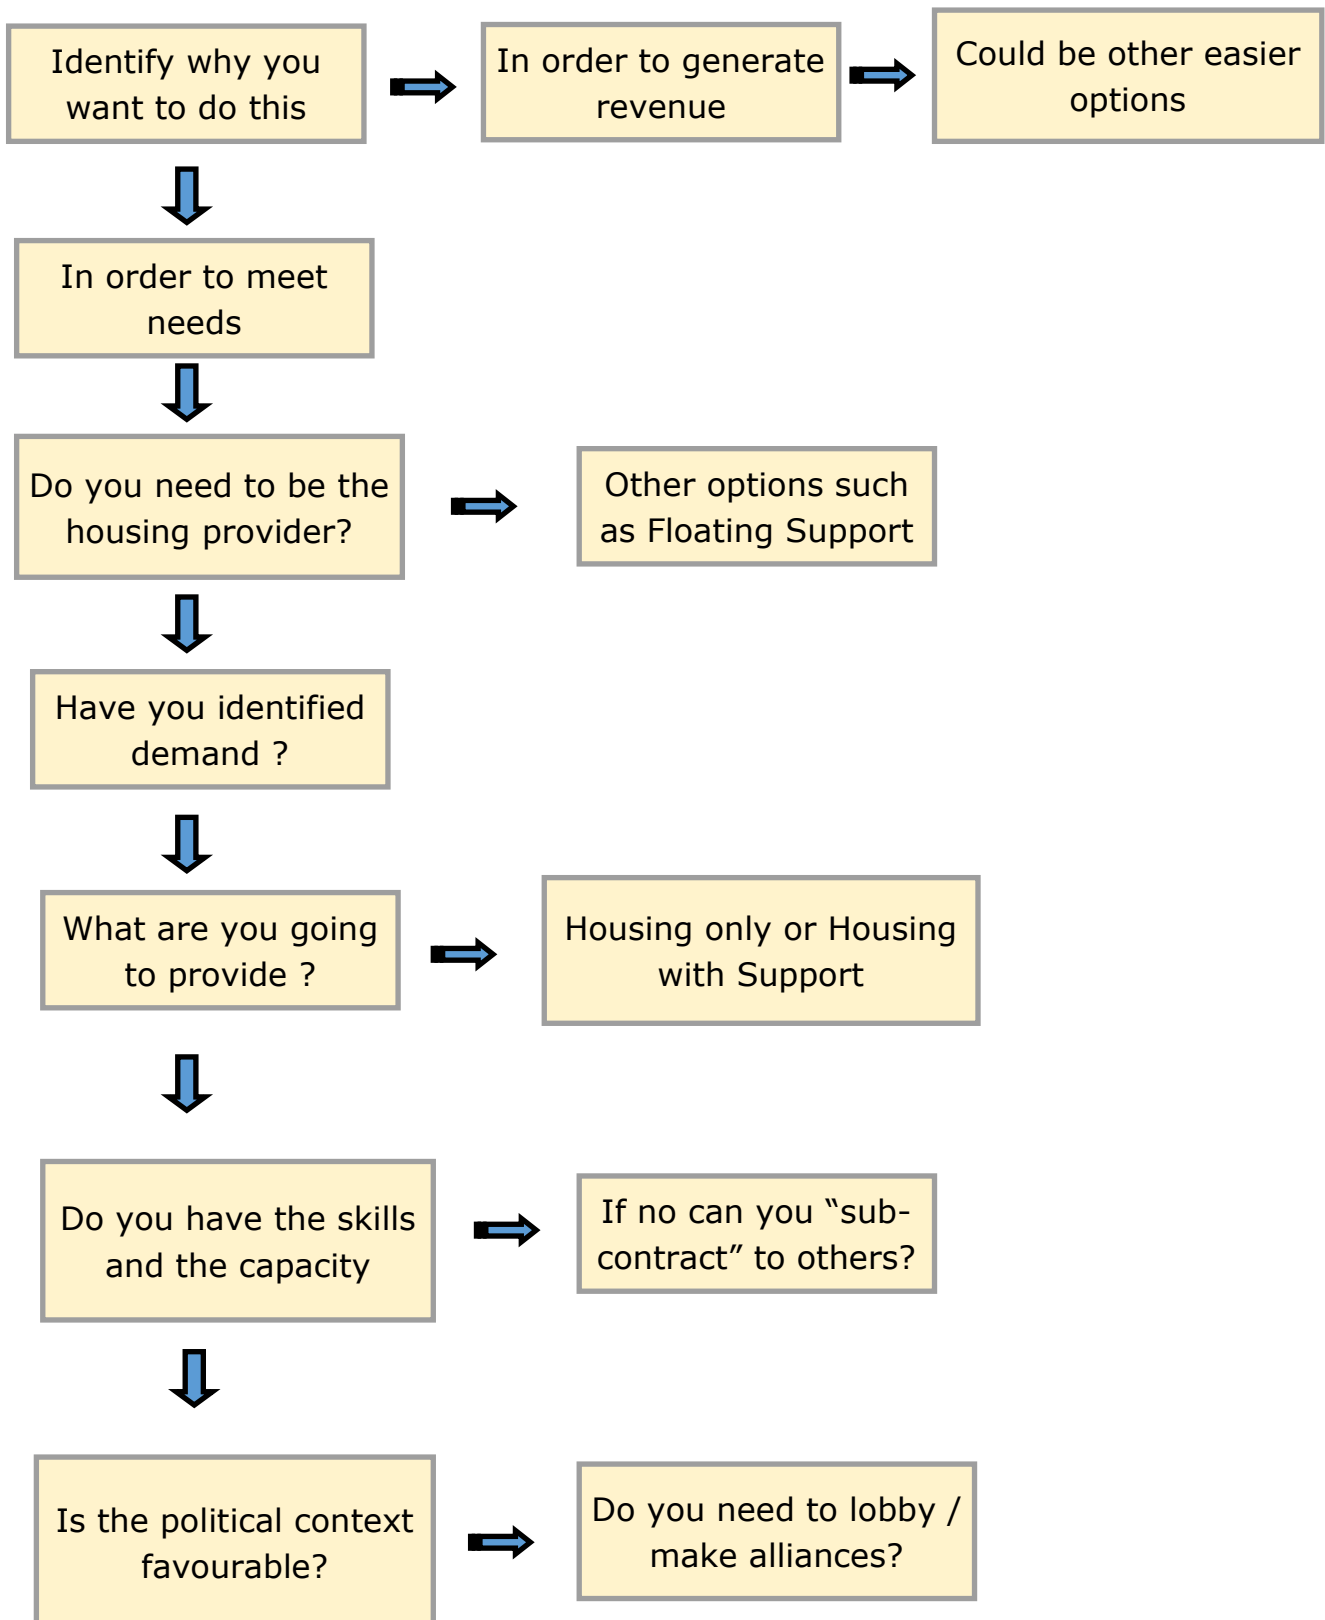 Identify why you
want to do this
In order to generate
revenue
Could be other easier
options
In order to meet
needs
Do you need to be the
housing provider?
Other options such
as Floating Support
Have you identified
demand ?
What are you going
to provide ?
Housing only or Housing
with Support
Do you have the skills
and the capacity
If no can you “sub-
contract” to others?
Is the political context
favourable?
Do you need to lobby /
make alliances?